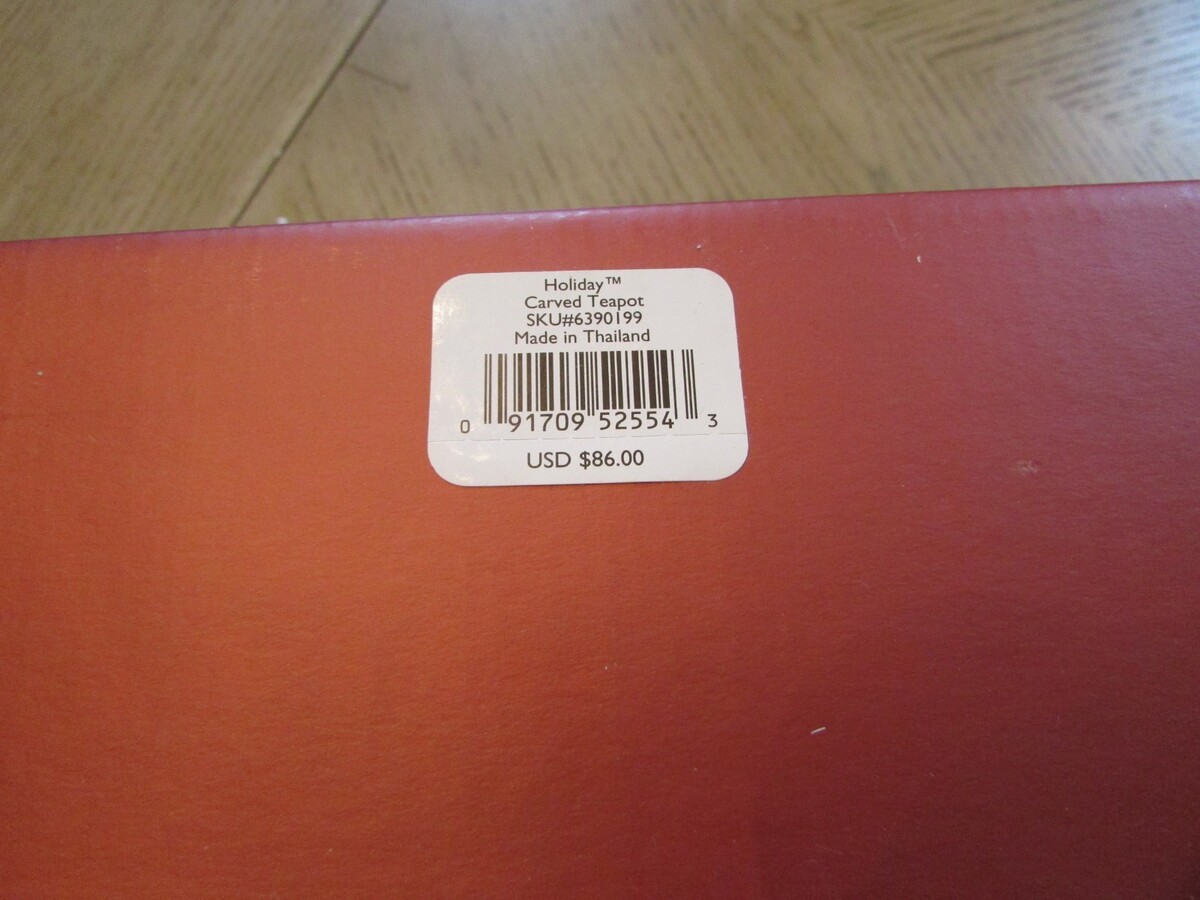 Holiday™
Carved Teapot
SKU#6390199
Made in Thailand
0 91709 52554 3
USD $86.00